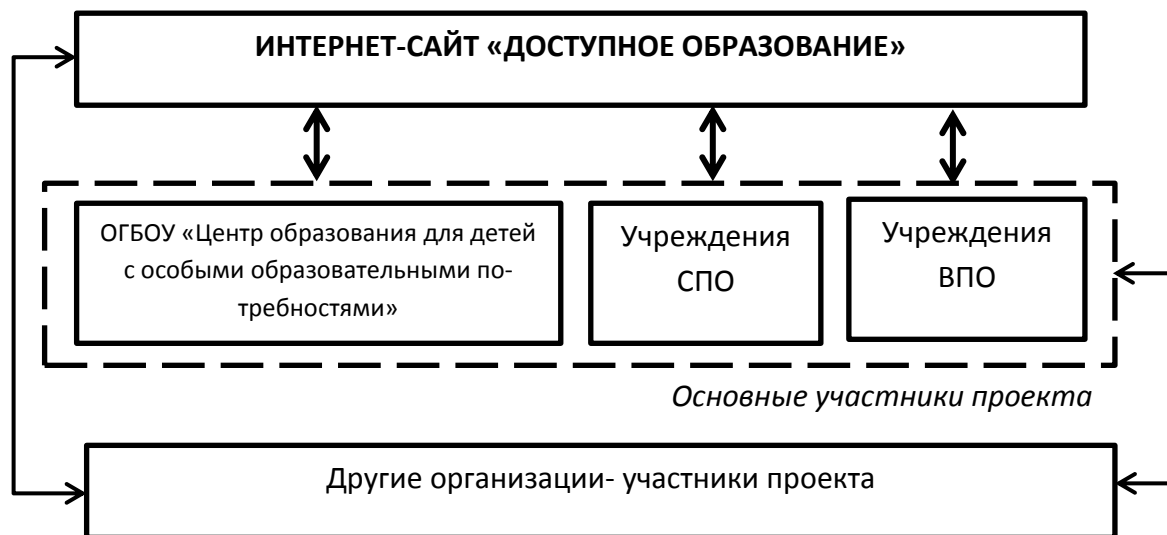 ИНТЕРНЕТ-САЙТ «ДОСТУПНОЕ ОБРАЗОВАНИЕ»
ОГБОУ «Центр образования для детей
с особыми образовательными по-
требностями»
Учреждения
СПО
Учреждения
ВПО
Основные участники проекта
Другие организации- участники проекта